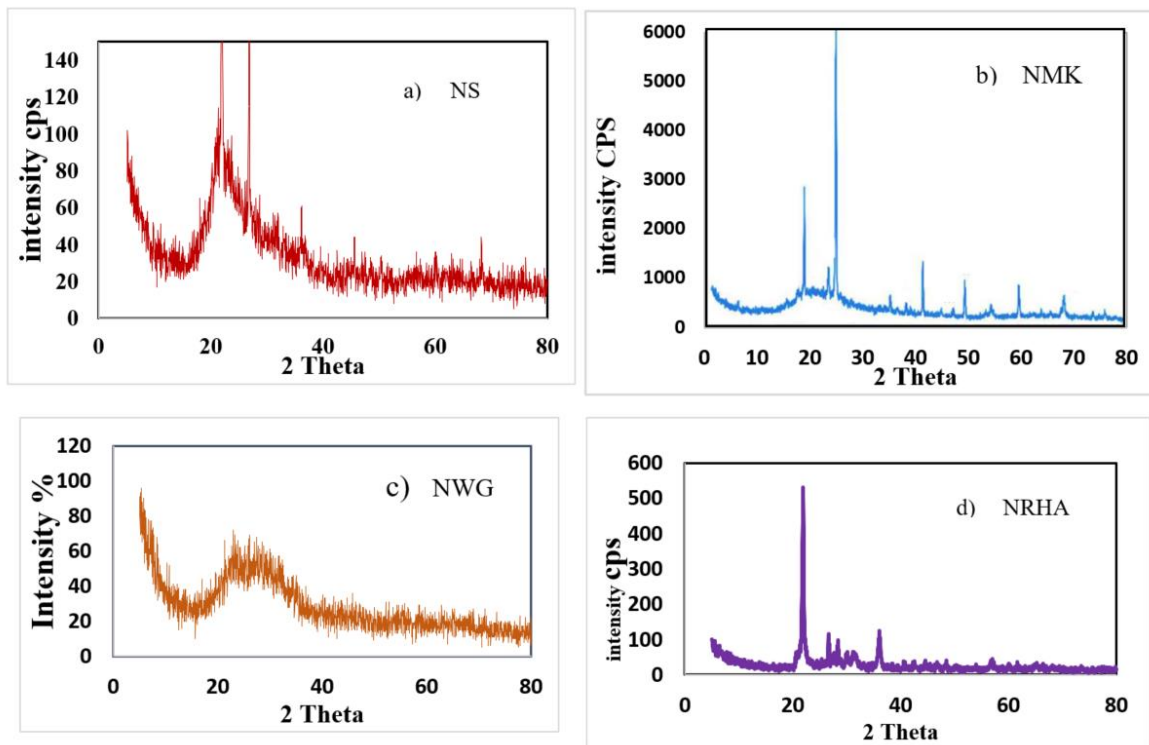 140
120
100
80
60
40
20
0
intensity cps
a) NS
0 20 40 60 80
2 Theta
6000
5000
4000
3000
2000
1000
0
intensity CPS
b) NMK
0 10 20 30 40 50 60 70 80
2 Theta
120
100
80
60
40
20
0
Intensity %
c) NWG
0 20 40 60 80
2 Theta
600
500
400
300
200
100
0
intensity cps
d) NRHA
0 20 40 60 80
2 Theta